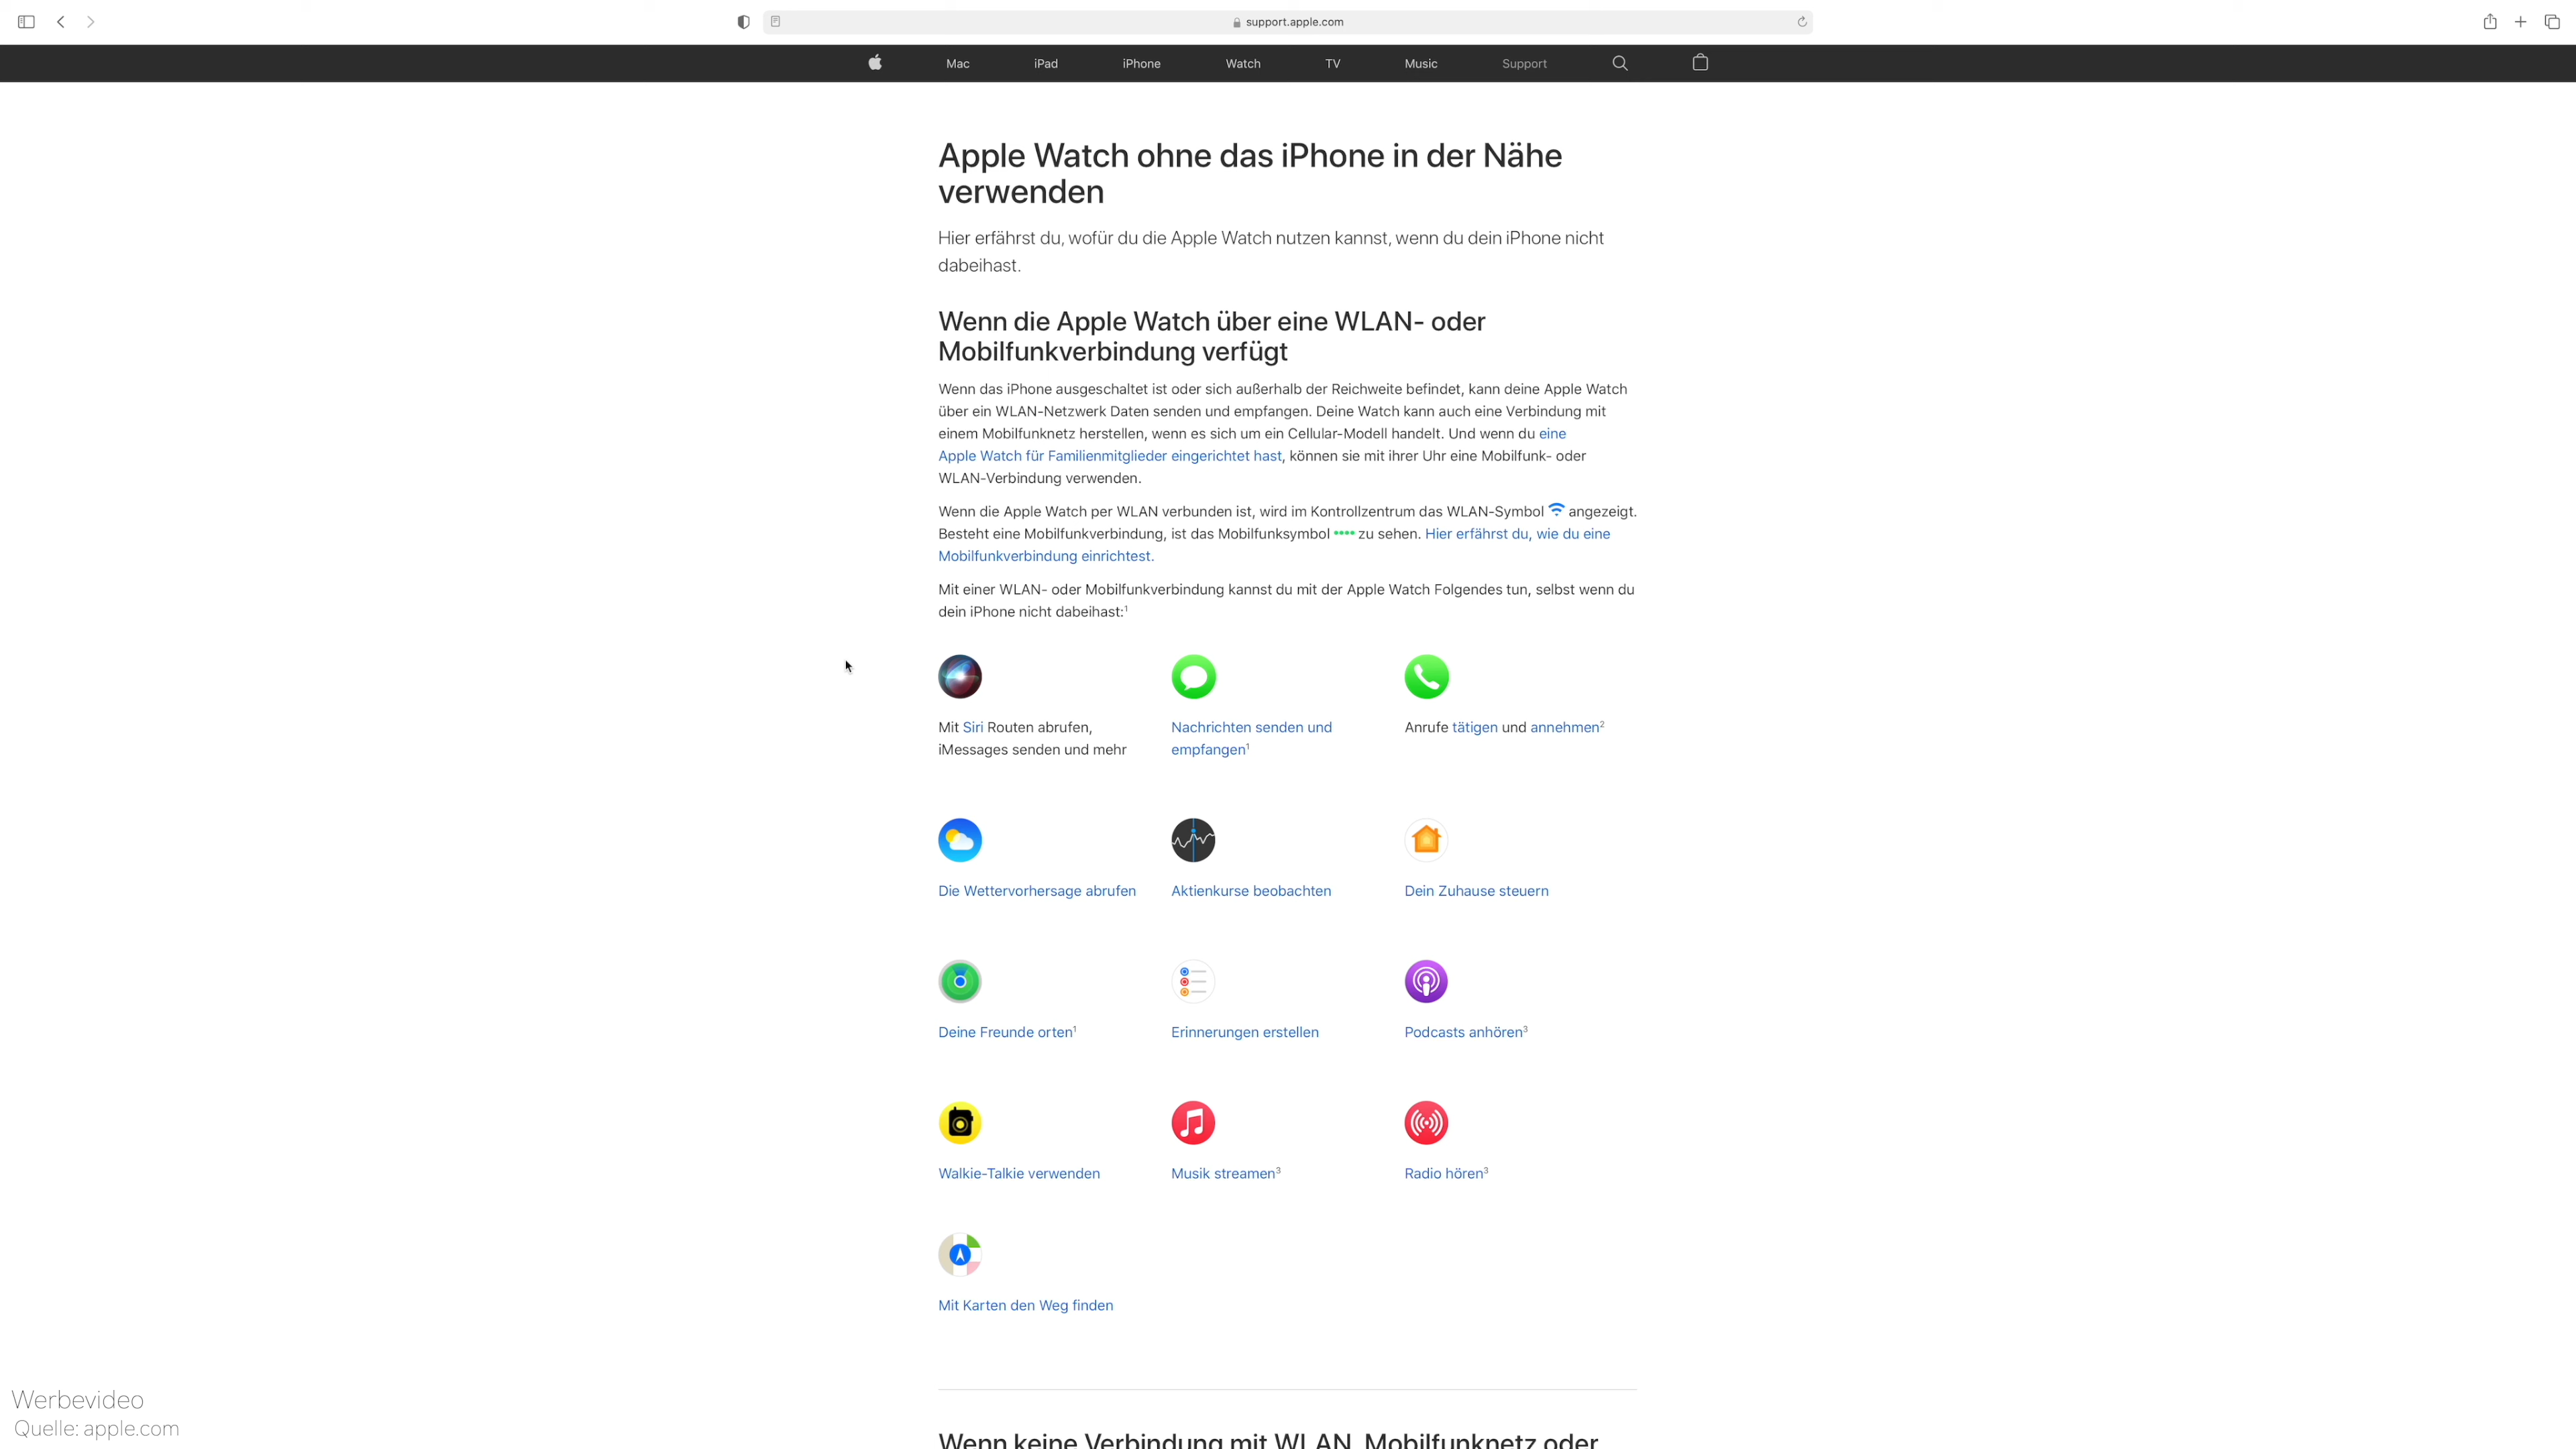 support.apple.com
Mac iPad iPhone Watch TV Music Support
Apple Watch ohne das iPhone in der Nähe
verwenden
Hier erfährst du, wofür du die Apple Watch nutzen kannst, wenn du dein iPhone nicht
dabeihast.
Wenn die Apple Watch über eine WLAN- oder
Mobilfunkverbindung verfügt
Wenn das iPhone ausgeschaltet ist oder sich außerhalb der Reichweite befindet, kann deine Apple Watch
über ein WLAN-Netzwerk Daten senden und empfangen. Deine Watch kann auch eine Verbindung mit
einem Mobilfunknetz herstellen, wenn es sich um ein Cellular-Modell handelt. Und wenn du eine
Apple Watch für Familienmitglieder eingerichtet hast, können sie mit ihrer Uhr eine Mobilfunk- oder
WLAN-Verbindung verwenden.
Wenn die Apple Watch per WLAN verbunden ist, wird im Kontrollzentrum das WLAN-Symbol angezeigt.
Besteht eine Mobilfunkverbindung, ist das Mobilfunksymbol zu sehen. Hier erfährst du, wie du eine
Mobilfunkverbindung einrichtest.
Mit einer WLAN- oder Mobilfunkverbindung kannst du mit der Apple Watch Folgendes tun, selbst wenn du
dein iPhone nicht dabeihast:¹
Mit Siri Routen abrufen,
iMessages senden und mehr
Nachrichten senden und
empfangen¹
Anrufe tätigen und annehmen²
Die Wettervorhersage abrufen
Aktienkurse beobachten
Dein Zuhause steuern
Deine Freunde orten¹
Erinnerungen erstellen
Podcasts anhören³
Walkie-Talkie verwenden
Musik streamen³
Radio hören³
Mit Karten den Weg finden
Werbevideo
Quelle: apple.com
Wenn keine Verbindung mit WLAN, Mobilfunknetz oder